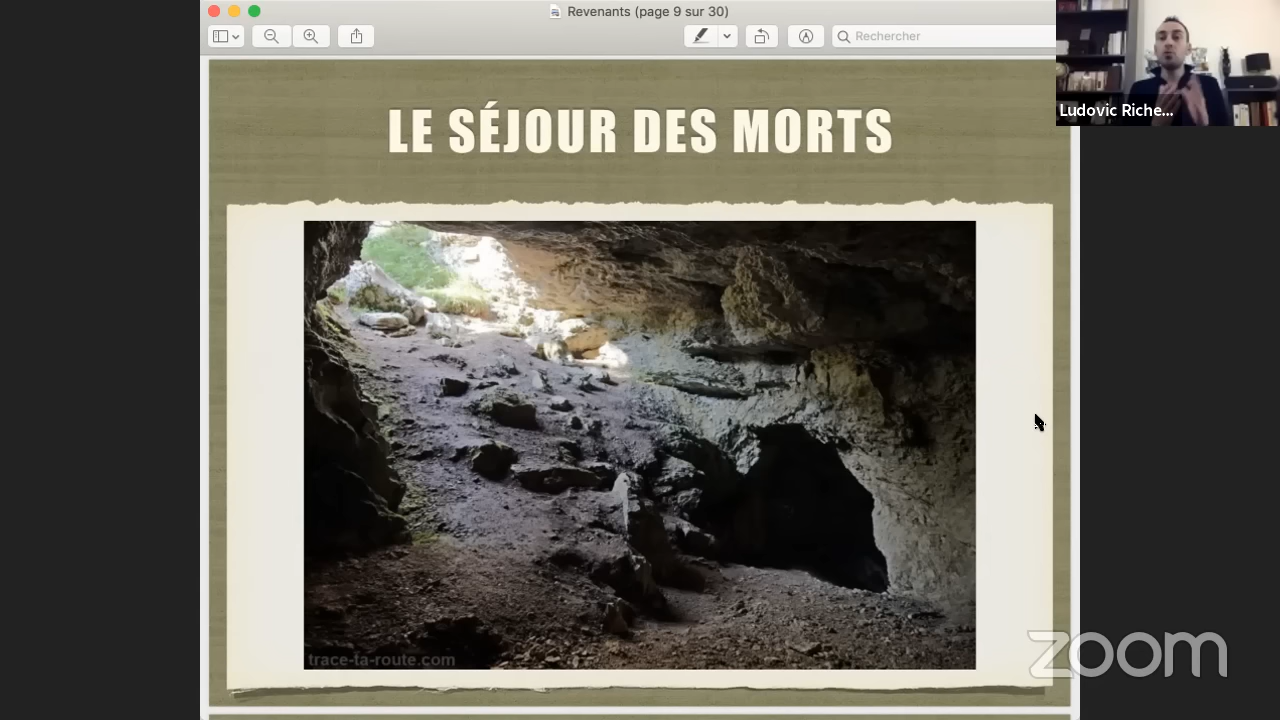 Revenants (page 9 sur 30)
Rechercher
Ludovic Riche...
LE SÉJOUR DES MORTS
trace-ta-route.com
zoom